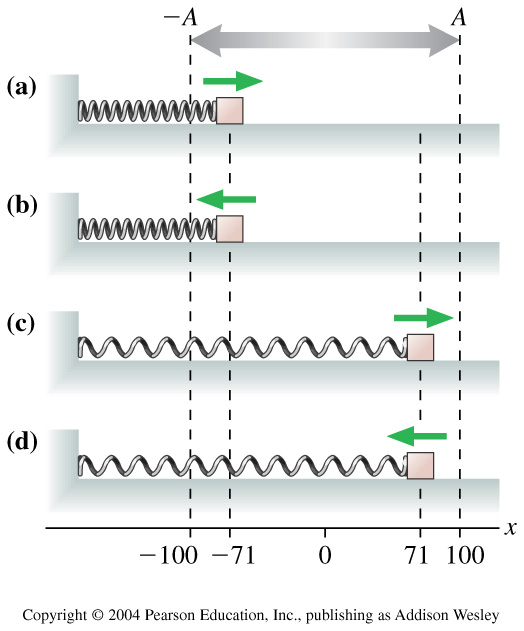 −A A
(a)
(b)
(c)
(d)
x
−100 −71 0 71 100
Copyright © 2004 Pearson Education, Inc., publishing as Addison Wesley